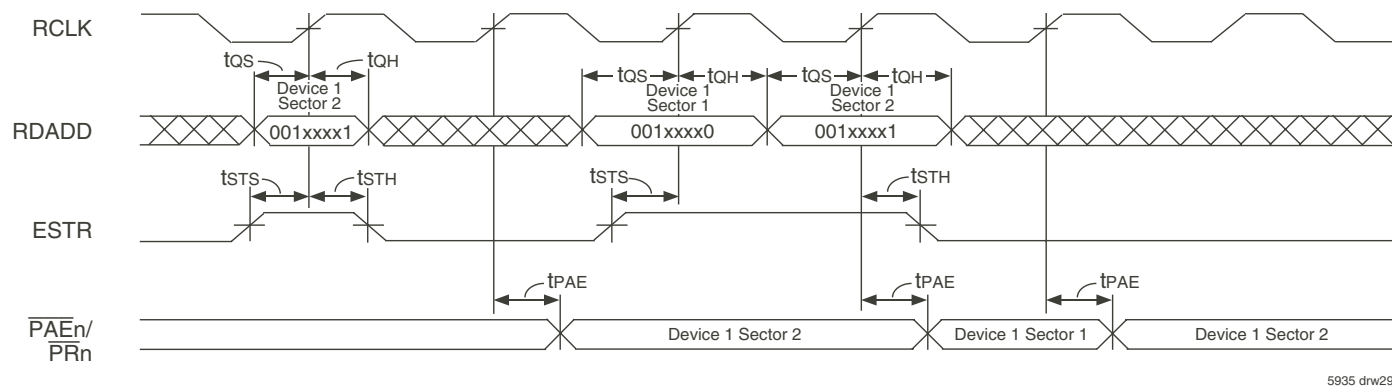 RCLK
tQS tQH tQS tQH tQS tQH
Device 1
Sector 2
Device 1
Sector 1
Device 1
Sector 2
RDADD
001xxxx1 001xxxx0 001xxxx1
tSTS tSTH tSTS tSTH
ESTR
tPAE tPAE tPAE
PAEn/
PRn
Device 1 Sector 2 Device 1 Sector 1 Device 1 Sector 2
5935 drw29